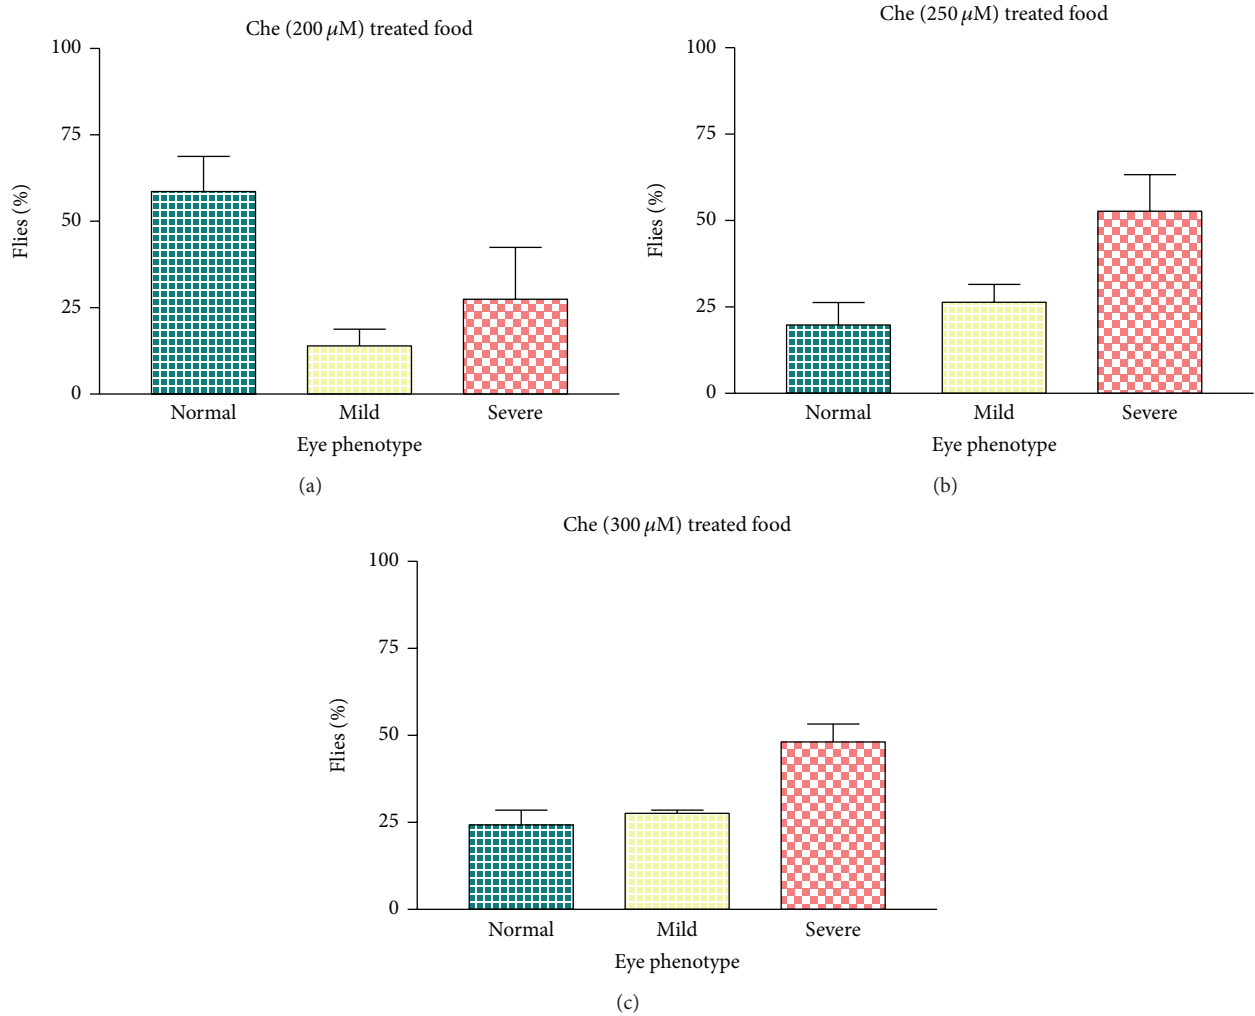 Che (200 μM) treated food
100
75
50
25
0
Flies (%)
Normal Mild Severe
Eye phenotype
(a)
Che (250 μM) treated food
100
75
50
25
0
Flies (%)
Normal Mild Severe
Eye phenotype
(b)
Che (300 μM) treated food
100
75
50
25
0
Flies (%)
Normal Mild Severe
Eye phenotype
(c)